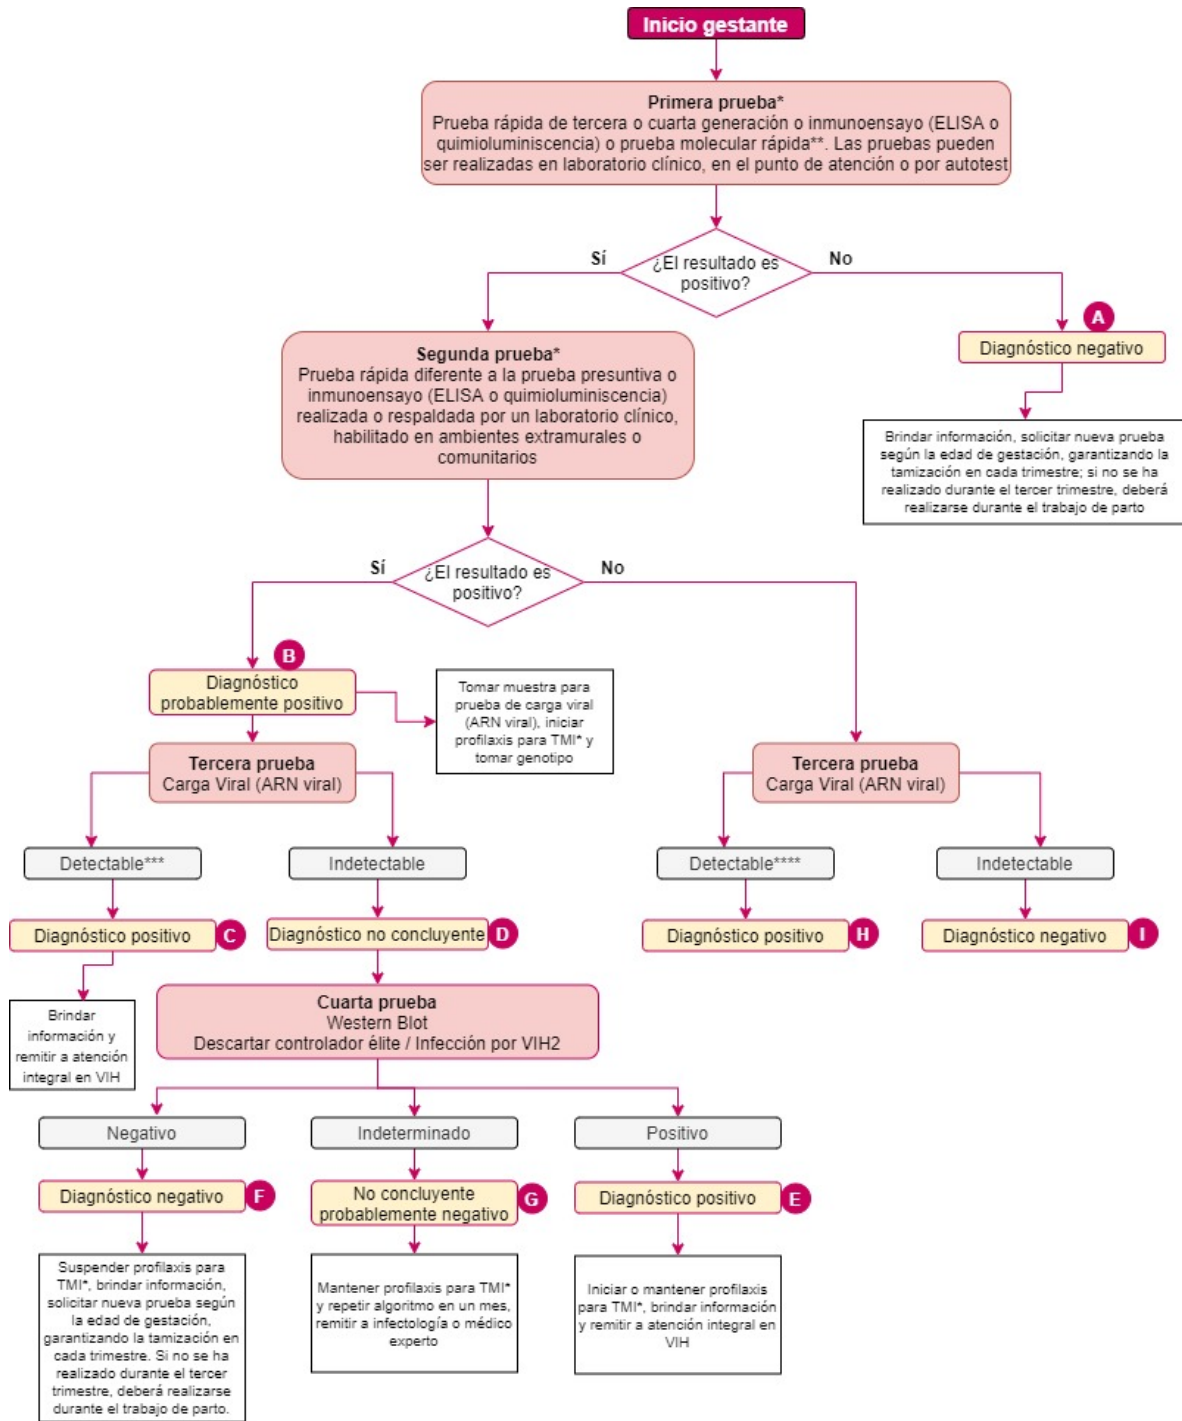 Inicio gestante
Primera prueba*
Prueba rápida de tercera o cuarta generación o inmunoensayo (ELISA o
quimioluminiscencia) o prueba molecular rápida**. Las pruebas pueden
ser realizadas en laboratorio clínico, en el punto de atención o por autotest
¿El resultado es
positivo?
Sí
No
A
Diagnóstico negativo
Brindar información, solicitar nueva prueba
según la edad de gestación, garantizando la
tamización en cada trimestre; si no se ha
realizado durante el tercer trimestre, deberá
realizarse durante el trabajo de parto
Segunda prueba*
Prueba rápida diferente a la prueba presuntiva o
inmunoensayo (ELISA o quimioluminiscencia)
realizada o respaldada por un laboratorio clínico,
habilitado en ambientes extramurales o
comunitarios
¿El resultado es
positivo?
Sí
No
B
Diagnóstico
probablemente positivo
Tomar muestra para
prueba de carga viral
(ARN viral), iniciar
profilaxis para TMI* y
tomar genotipo
Tercera prueba
Carga Viral (ARN viral)
Tercera prueba
Carga Viral (ARN viral)
Detectable***
Indetectable
Detectable****
Indetectable
Diagnóstico positivo
C
Diagnóstico no concluyente
D
Diagnóstico positivo
H
Diagnóstico negativo
I
Brindar
información y
remitir a atención
integral en VIH
Cuarta prueba
Western Blot
Descartar controlador élite / Infección por VIH2
Negativo
Indeterminado
Positivo
Diagnóstico negativo
F
No concluyente
probablemente negativo
G
Diagnóstico positivo
E
Suspender profilaxis para
TMI*, brindar información,
solicitar nueva prueba según
la edad de gestación,
garantizando la tamización en
cada trimestre. Si no se ha
realizado durante el tercer
trimestre, deberá realizarse
durante el trabajo de parto.
Mantener profilaxis para TMI*
y repetir algoritmo en un mes,
remitir a infectología o médico
experto
Iniciar o mantener profilaxis
para TMI*, brindar información
y remitir a atención integral en
VIH